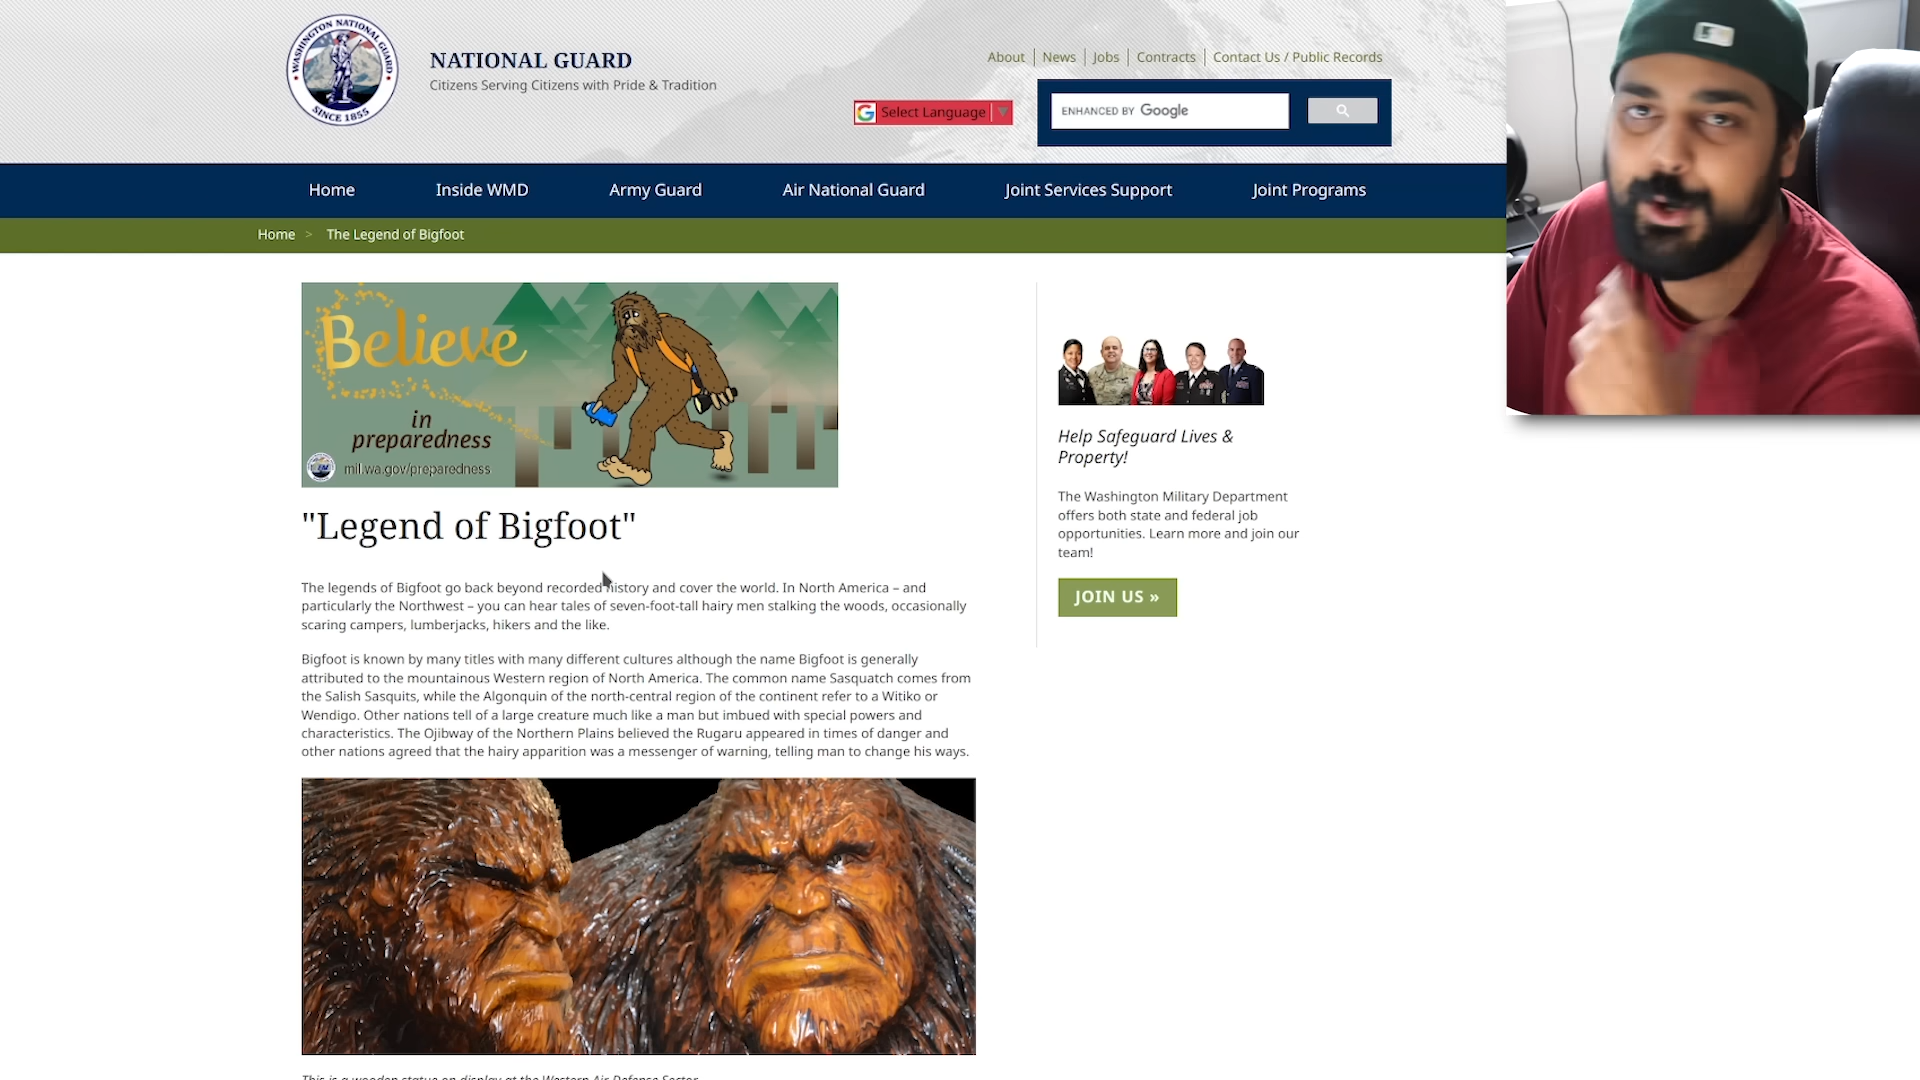 WASHINGTON NATIONAL GUARD
SINCE 1855
NATIONAL GUARD
Citizens Serving Citizens with Pride & Tradition
About
News
Jobs
Contracts
Contact Us / Public Records
Select Language
ENHANCED BY Google
Home
Inside WMD
Army Guard
Air National Guard
Joint Services Support
Joint Programs
Home > The Legend of Bigfoot
Believe
in
preparedness
mil.wa.gov/preparedness
"Legend of Bigfoot"
The legends of Bigfoot go back beyond recorded history and cover the world. In North America – and
particularly the Northwest – you can hear tales of seven-foot-tall hairy men stalking the woods, occasionally
scaring campers, lumberjacks, hikers and the like.
Bigfoot is known by many titles with many different cultures although the name Bigfoot is generally
attributed to the mountainous Western region of North America. The common name Sasquatch comes from
the Salish Sasquits, while the Algonquin of the north-central region of the continent refer to a Witiko or
Wendigo. Other nations tell of a large creature much like a man but imbued with special powers and
characteristics. The Ojibway of the Northern Plains believed the Rugaru appeared in times of danger and
other nations agreed that the hairy apparition was a messenger of warning, telling man to change his ways.
This is a wooden statue on display at the Western Air Defense Sector
Help Safeguard Lives &
Property!
The Washington Military Department
offers both state and federal job
opportunities. Learn more and join our
team!
JOIN US »